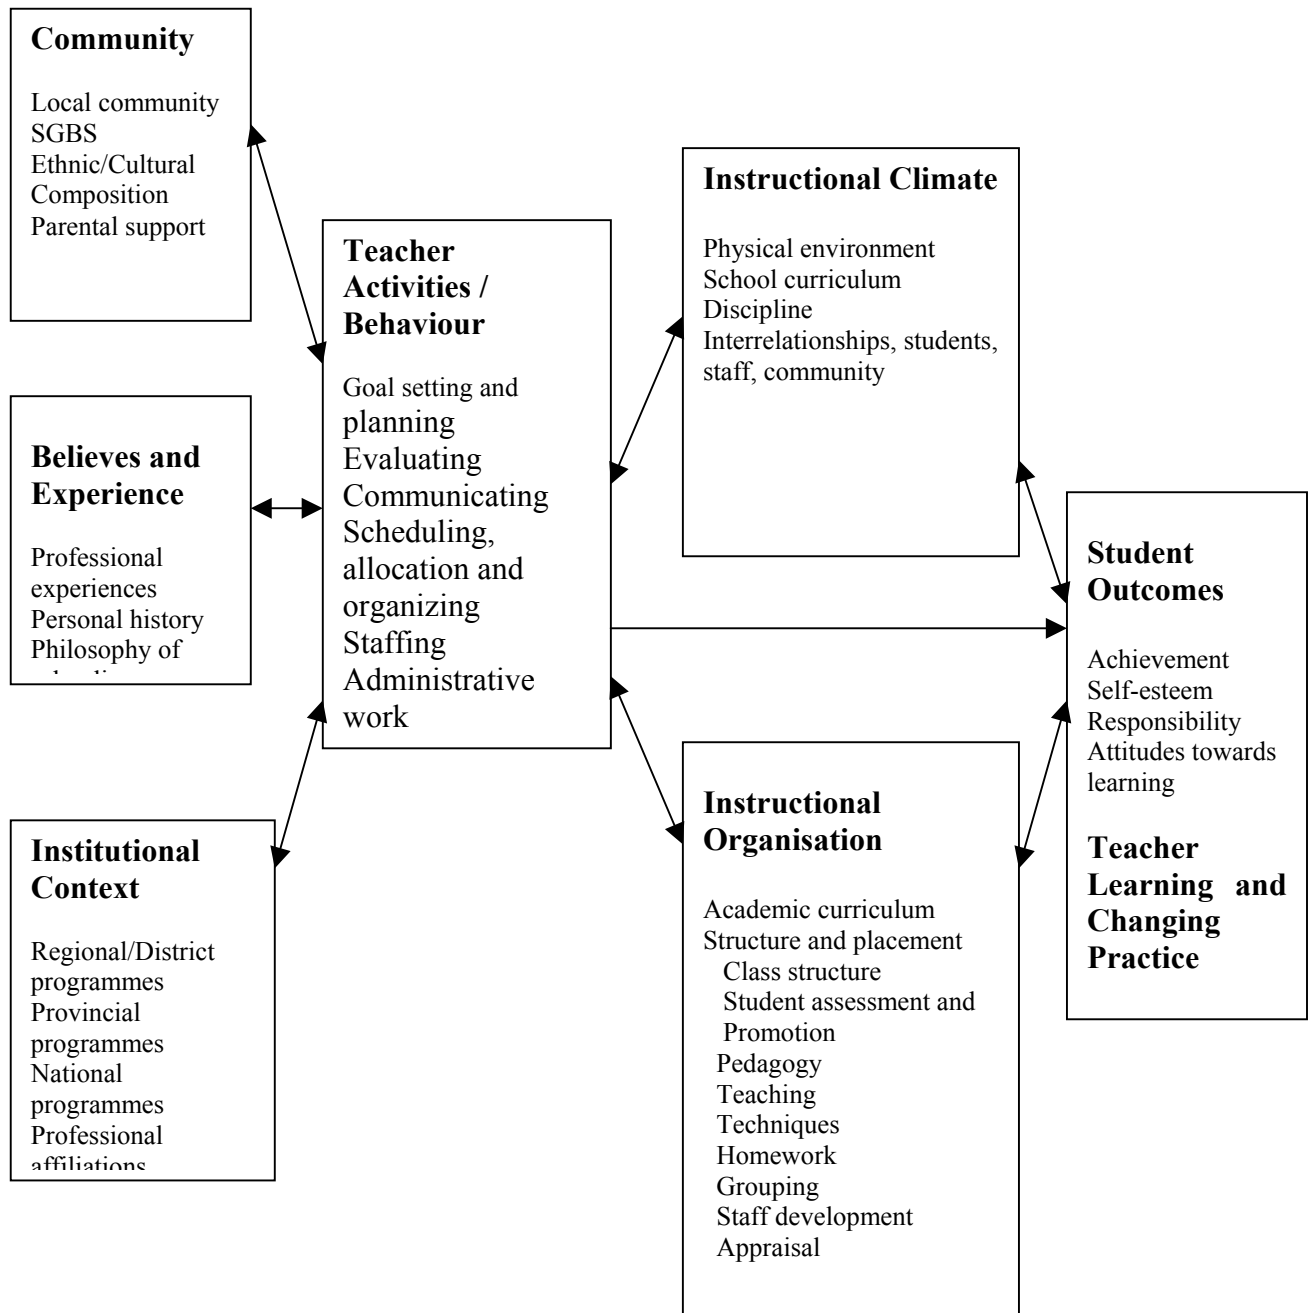 Community
Local community
SGBS
Ethnic/Cultural
Composition
Parental support
Believes and
Experience
Professional
experiences
Personal history
Philosophy of
Institutional
Context
Regional/District
programmes
Provincial
programmes
National
programmes
Professional
affiliations
Teacher
Activities /
Behaviour
Goal setting and
planning
Evaluating
Communicating
Scheduling,
allocation and
organizing
Staffing
Administrative
work
Instructional Climate
Physical environment
School curriculum
Discipline
Interrelationships, students,
staff, community
Instructional
Organisation
Academic curriculum
Structure and placement
Class structure
Student assessment and
Promotion
Pedagogy
Teaching
Techniques
Homework
Grouping
Staff development
Appraisal
Student
Outcomes
Achievement
Self-esteem
Responsibility
Attitudes towards
learning
Teacher
Learning and
Changing
Practice